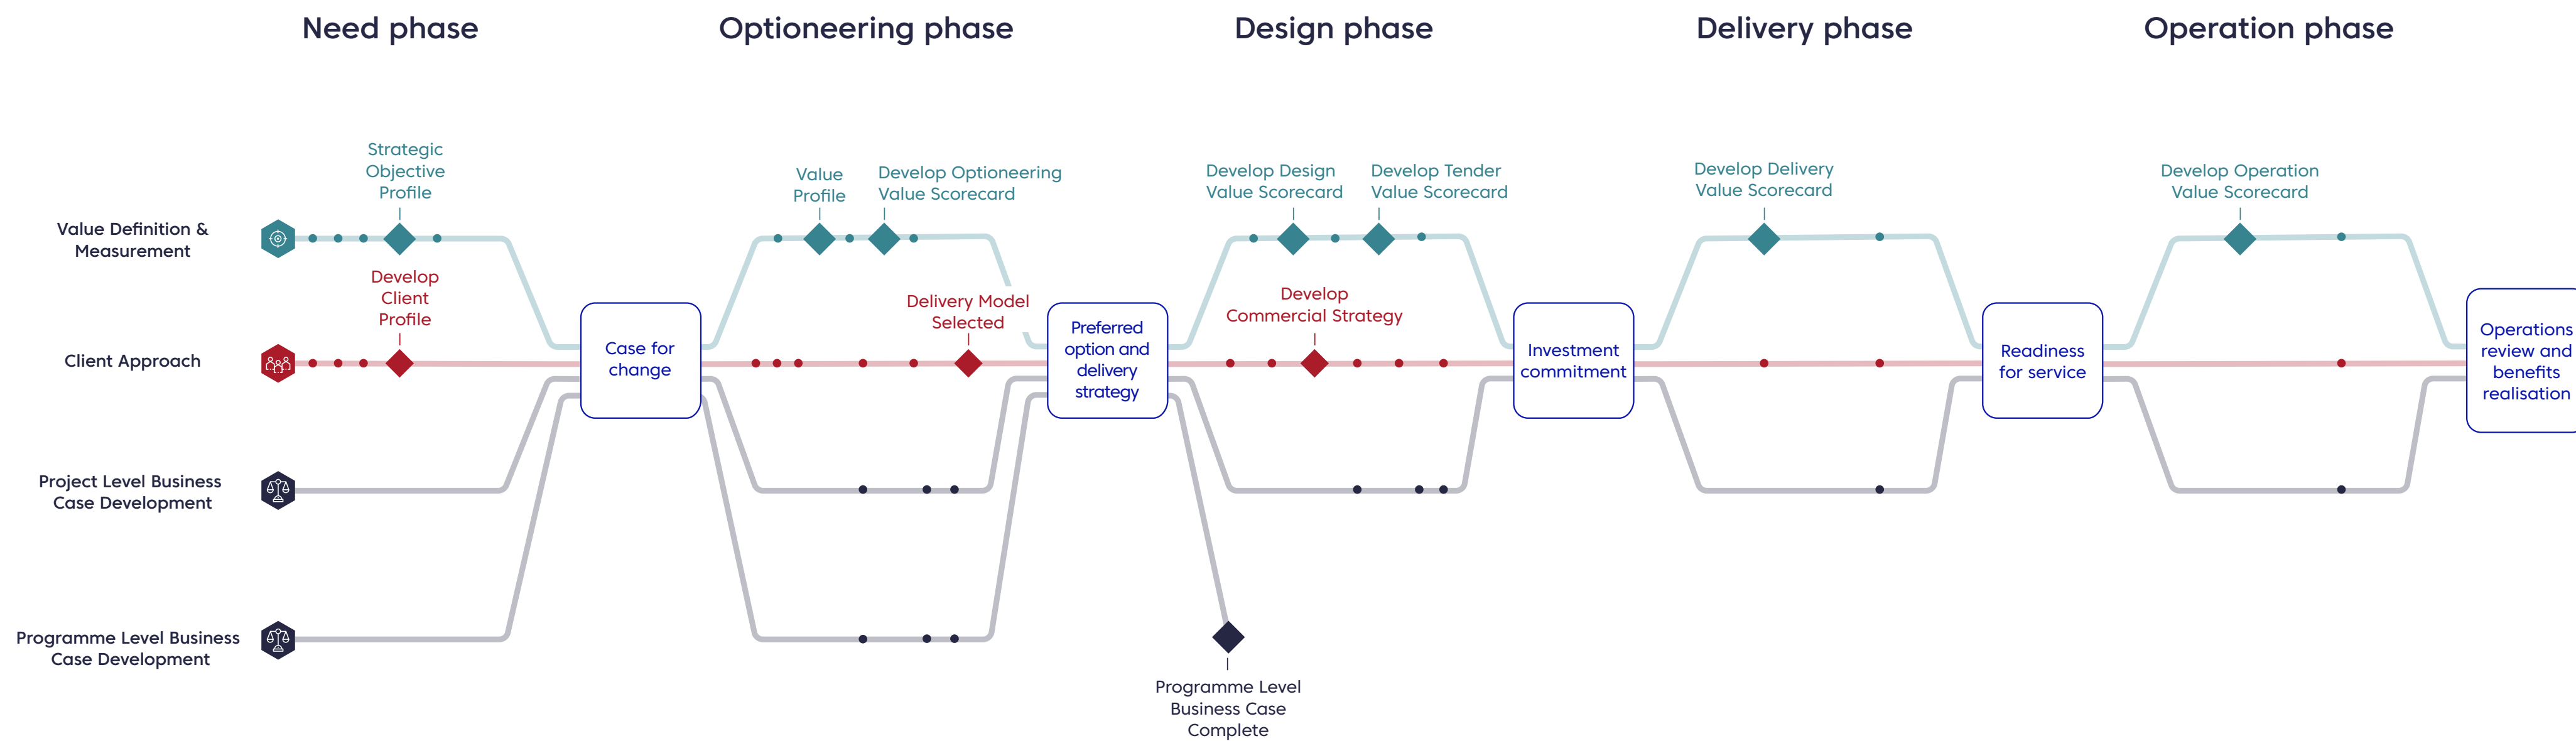 Need phase
Optioneering phase
Design phase
Delivery phase
Operation phase
Strategic
Objective
Profile
Value
Profile
Develop Optioneering
Value Scorecard
Develop Design
Value Scorecard
Develop Tender
Value Scorecard
Develop Delivery
Value Scorecard
Develop Operation
Value Scorecard
Value Definition &
Measurement
Develop
Client
Profile
Delivery Model
Selected
Develop
Commercial Strategy
Client Approach
Case for
change
Preferred
option and
delivery
strategy
Investment
commitment
Readiness
for service
Operations
review and
benefits
realisation
Project Level Business
Case Development
Programme Level Business
Case Development
Programme Level
Business Case
Complete